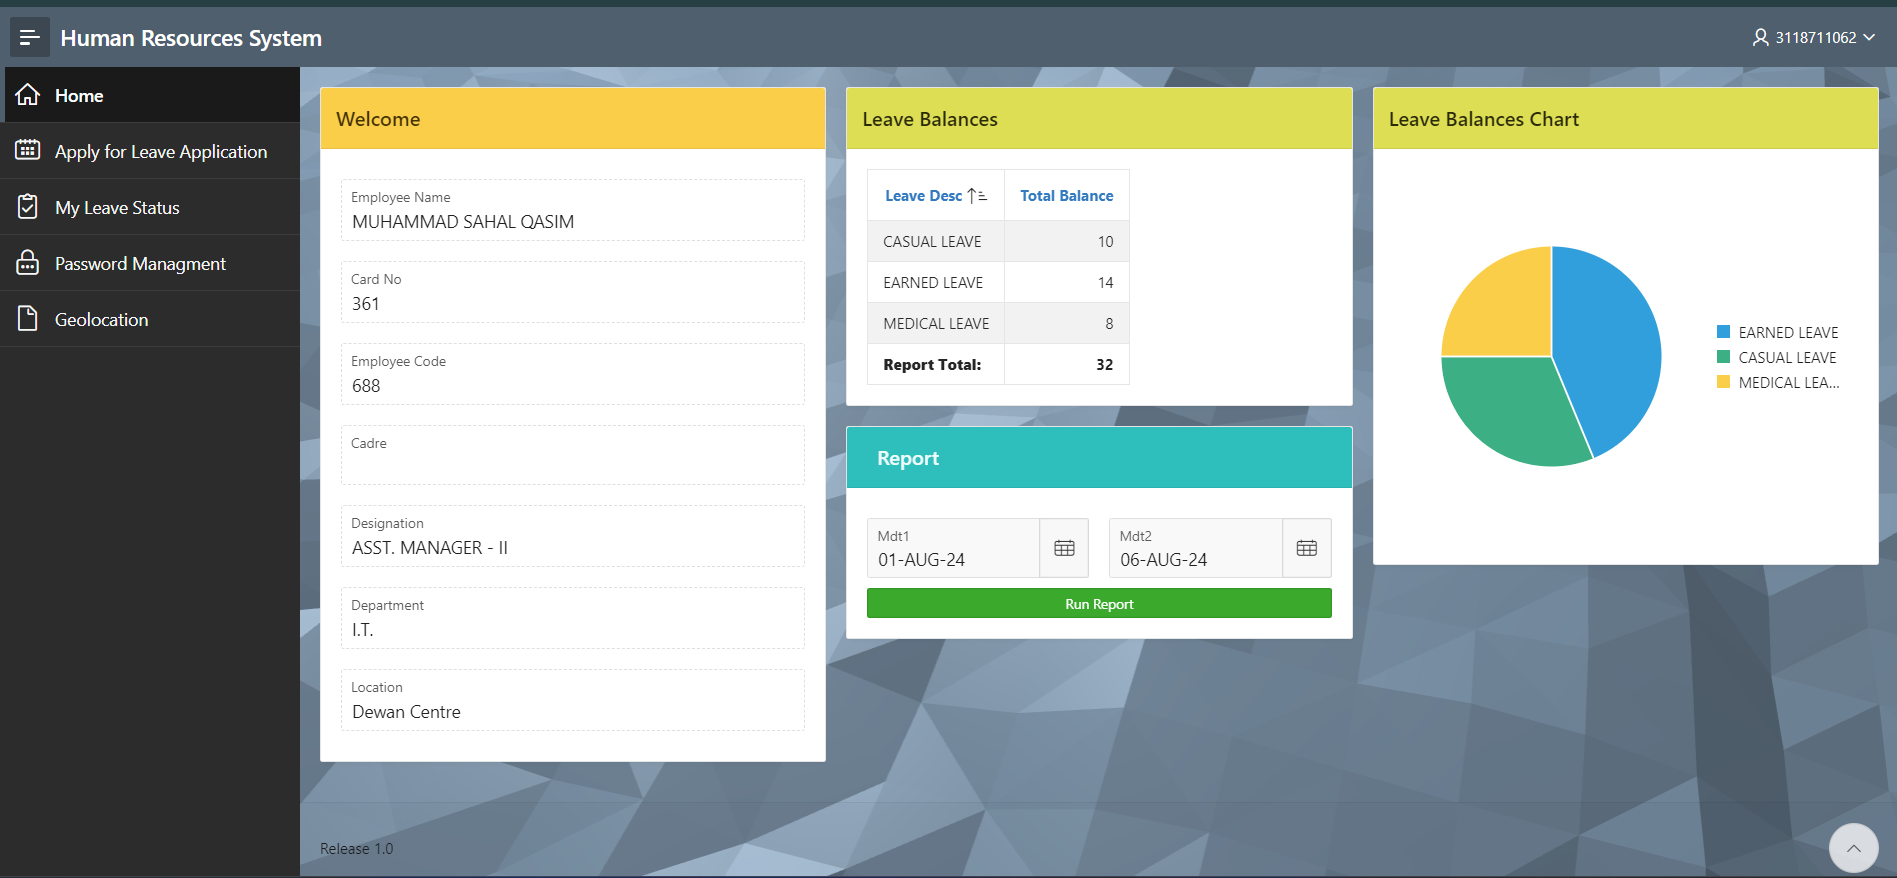 Human Resources System
3118711062
Home
Apply for Leave Application
My Leave Status
Password Managment
Geolocation
Welcome
Employee Name
MUHAMMAD SAHAL QASIM
Card No
361
Employee Code
688
Cadre
Designation
ASST. MANAGER - II
Department
I.T.
Location
Dewan Centre
Leave Balances
Leave Desc Total Balance
CASUAL LEAVE 10
EARNED LEAVE 14
MEDICAL LEAVE 8
Report Total: 32
Report
Mdt1
01-AUG-24
Mdt2
06-AUG-24
Run Report
Leave Balances Chart
EARNED LEAVE
CASUAL LEAVE
MEDICAL LEA...
Release 1.0